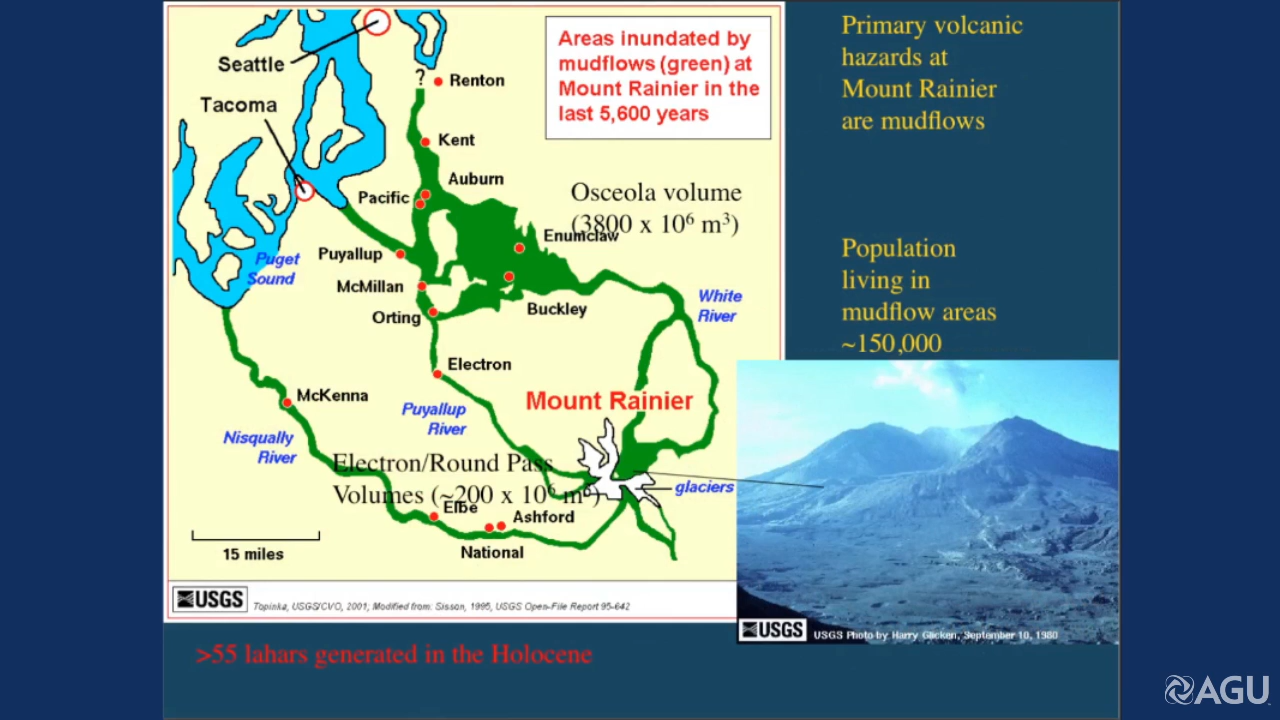 Primary volcanic
hazards at
Mount Rainier
are mudflows
Population
living in
mudflow areas
~150,000
Areas inundated by
mudflows (green) at
Mount Rainier in the
last 5,600 years
Seattle
?
Renton
Tacoma
Kent
Auburn
Pacific
Osceola volume
(3800 x 10⁶ m³)
Enumclaw
Puyallup
Puget
Sound
McMillan
White
River
Buckley
Orting
Electron
McKenna
Mount Rainier
Puyallup
River
Nisqually
River
Electron/Round Pass
Volumes (~200 x 10⁶ m³)
glaciers
Elbe
Ashford
National
15 miles
USGS
Topinka, USGS/CVO, 2001; Modified from: Sisson, 1995, USGS Open-File Report 95-642
USGS
USGS Photo by Harry Glicken, September 10, 1980
>55 lahars generated in the Holocene
AGU